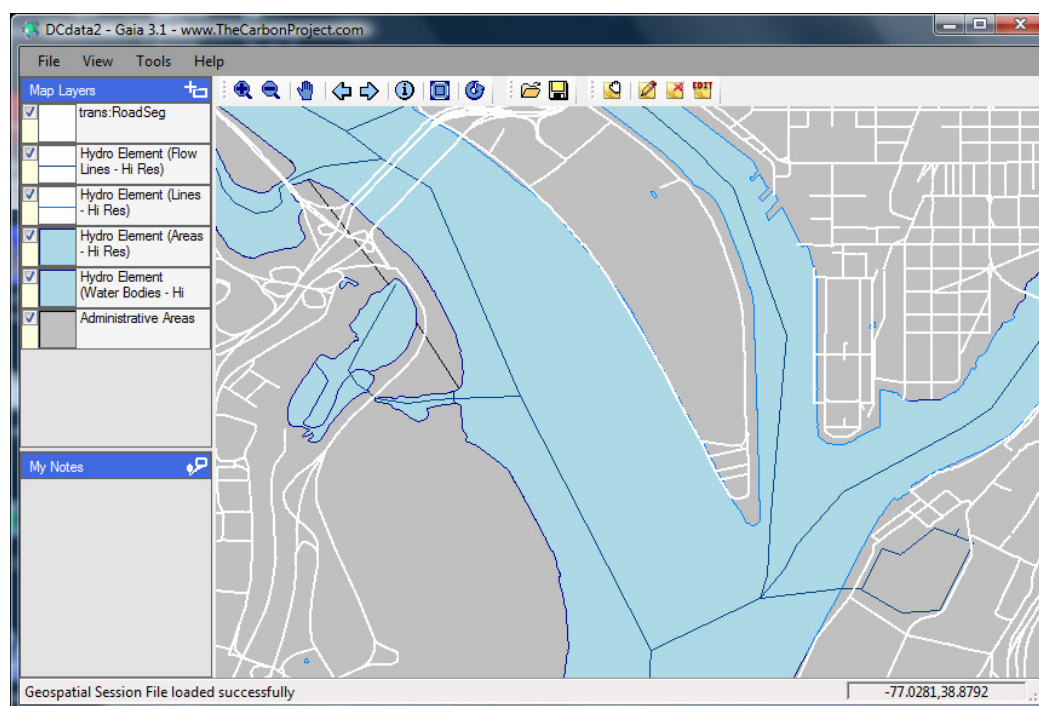 DCdata2 - Gaia 3.1 - www.TheCarbonProject.com
File View Tools Help
Map Layers
trans:RoadSeg
Hydro Element (Flow
Lines - Hi Res)
Hydro Element (Lines
- Hi Res)
Hydro Element (Areas
- Hi Res)
Hydro Element
(Water Bodies - Hi
Administrative Areas
EDIT
My Notes
Geospatial Session File loaded successfully
-77.0281,38.8792